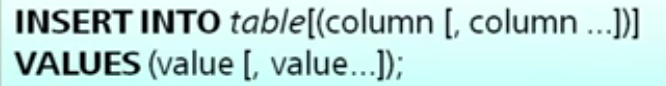 INSERT INTO table[(column [, column ...])]
VALUES (value [, value...]);